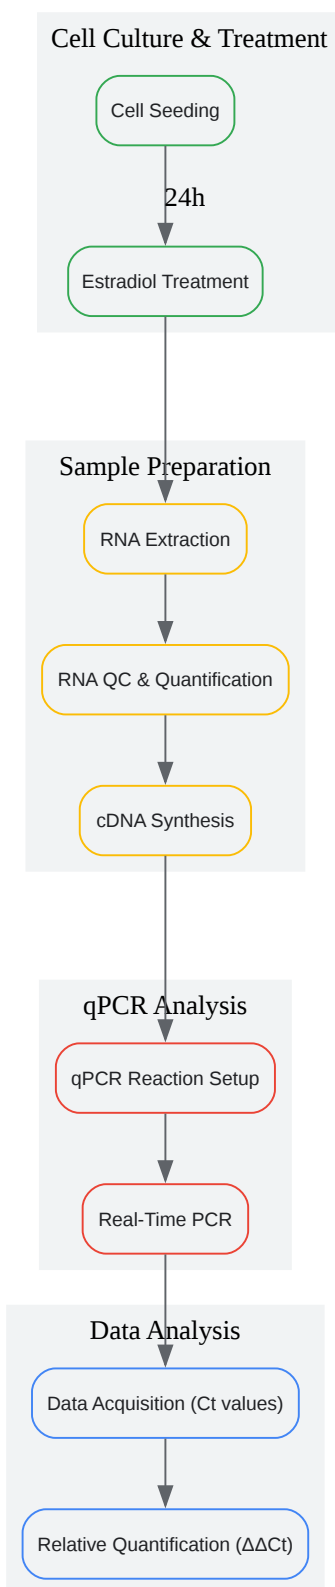 Cell Culture & Treatment
Cell Seeding
24h
Estradiol Treatment
Sample Preparation
RNA Extraction
RNA QC & Quantification
cDNA Synthesis
qPCR Analysis
qPCR Reaction Setup
Real-Time PCR
Data Analysis
Data Acquisition (Ct values)
Relative Quantification (ΔΔCt)